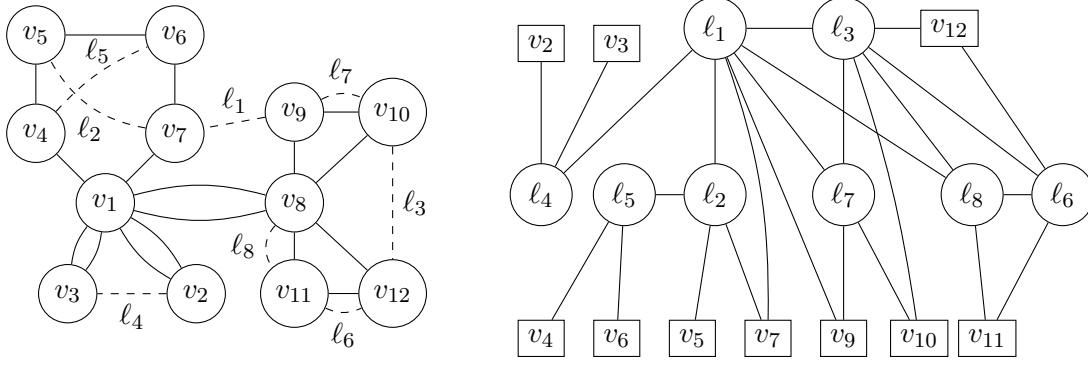 v₅ v₆
ℓ₅
v₄ ℓ₂ v₇ ℓ₁ v₉ ℓ₇ v₁₀
v₁ v₈ ℓ₃
ℓ₈
v₃ v₂ v₁₁ v₁₂
ℓ₄ ℓ₆
v₂ v₃ ℓ₁ ℓ₃ v₁₂
ℓ₄ ℓ₅ ℓ₂ ℓ₇ ℓ₈ ℓ₆
v₄ v₆ v₅ v₇ v₉ v₁₀ v₁₁